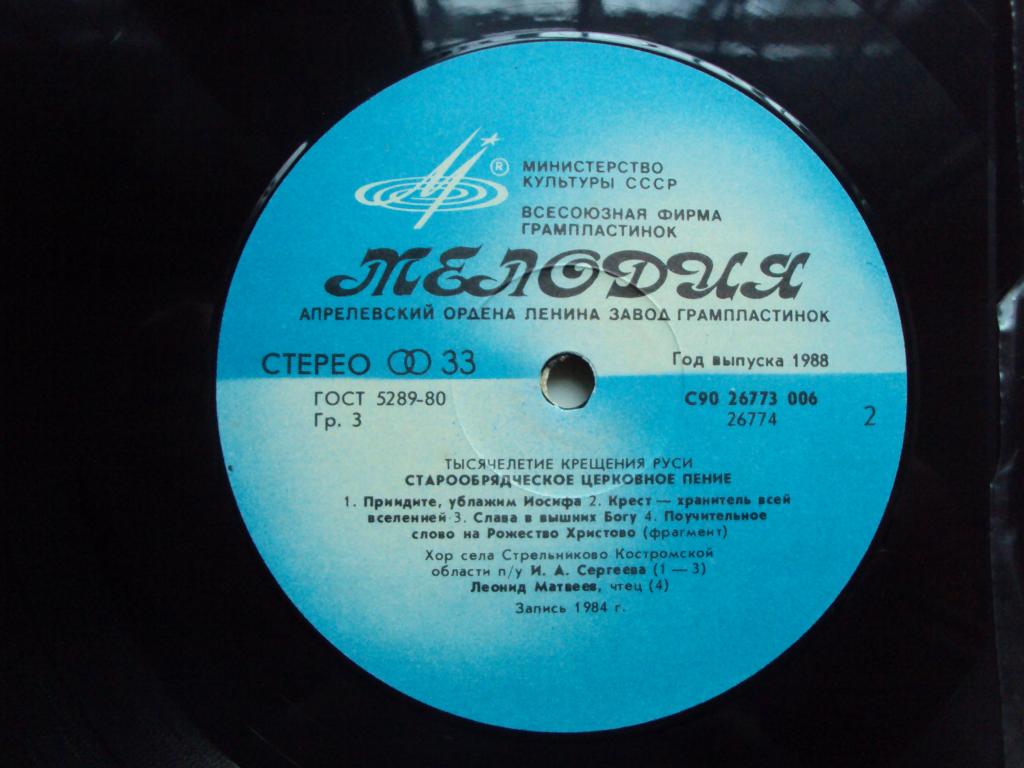 ®
МИНИСТЕРСТВО
КУЛЬТУРЫ СССР
ВСЕСОЮЗНАЯ ФИРМА
ГРАМПЛАСТИНОК
МЕЛОДИЯ
АПРЕЛЕВСКИЙ ОРДЕНА ЛЕНИНА ЗАВОД ГРАМПЛАСТИНОК
СТЕРЕО 33
Год выпуска 1988
ГОСТ 5289-80
Гр. 3
С90 26773 006
26774
2
ТЫСЯЧЕЛЕТИЕ КРЕЩЕНИЯ РУСИ
СТАРООБРЯДЧЕСКОЕ ЦЕРКОВНОЕ ПЕНИЕ
1. Приидите, ублажим Иосифа 2. Крест — хранитель всей
вселенней 3. Слава в вышних Богу 4. Поучительное
слово на Рожество Христово (фрагмент)
Хор села Стрельниково Костромской
области п/у И. А. Сергеева (1 — 3)
Леонид Матвеев, чтец (4)
Запись 1984 г.